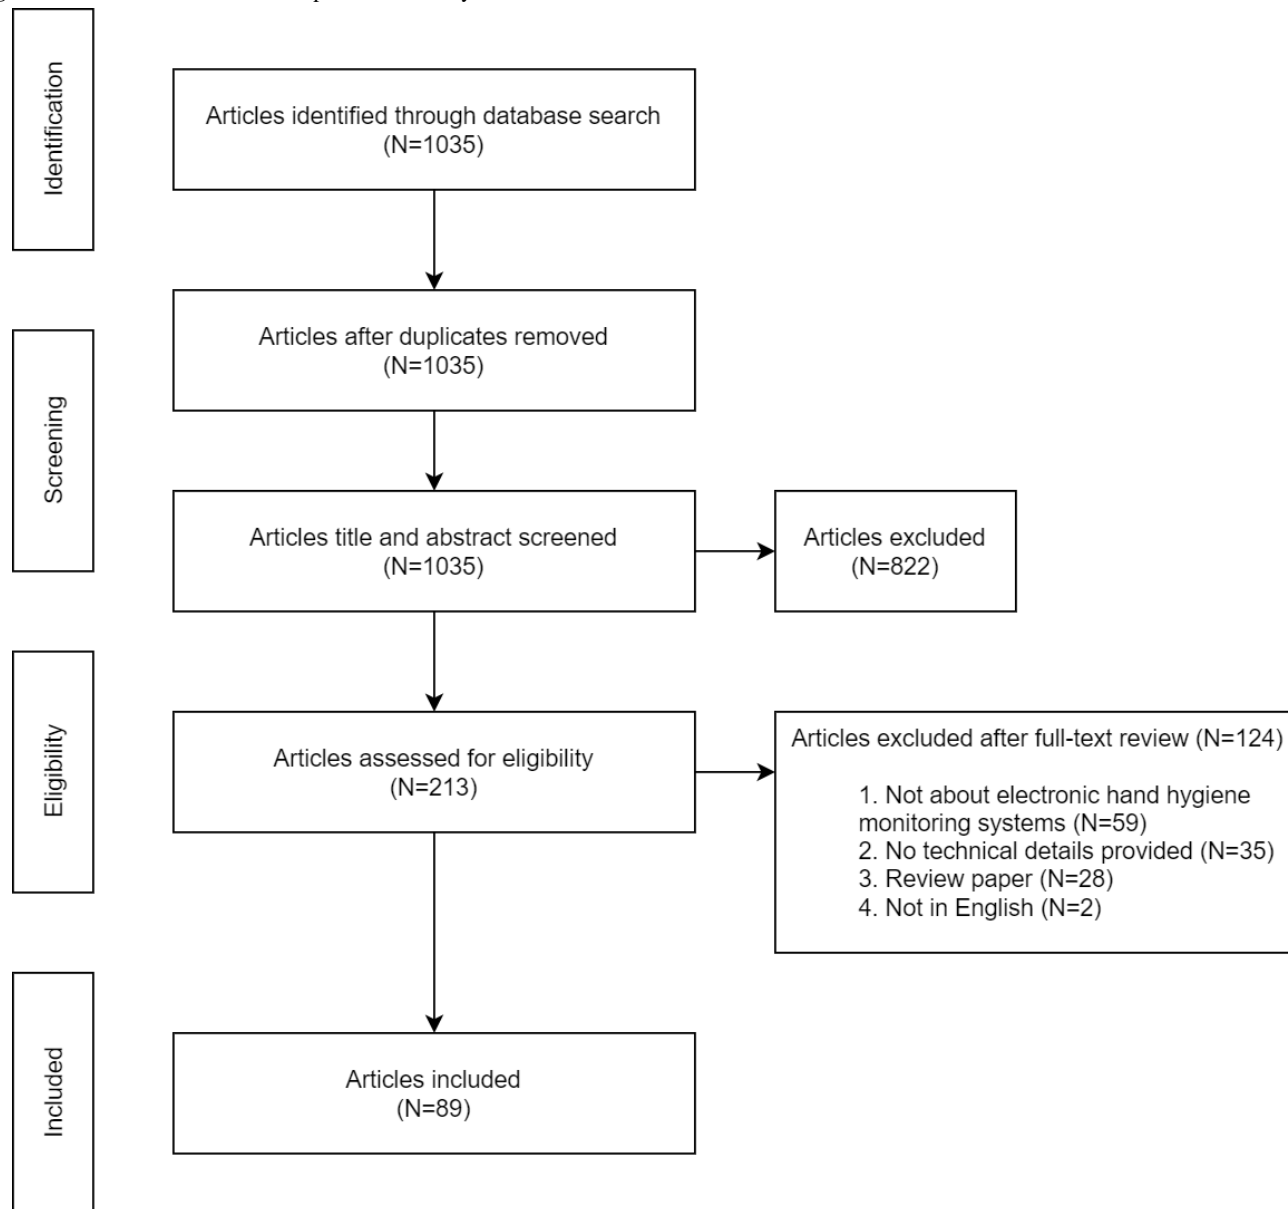 Identification
Articles identified through database search
(N=1035)
Articles after duplicates removed
(N=1035)
Screening
Articles title and abstract screened
(N=1035)
Articles excluded
(N=822)
Eligibility
Articles assessed for eligibility
(N=213)
Articles excluded after full-text review (N=124)
1. Not about electronic hand hygiene
monitoring systems (N=59)
2. No technical details provided (N=35)
3. Review paper (N=28)
4. Not in English (N=2)
Included
Articles included
(N=89)